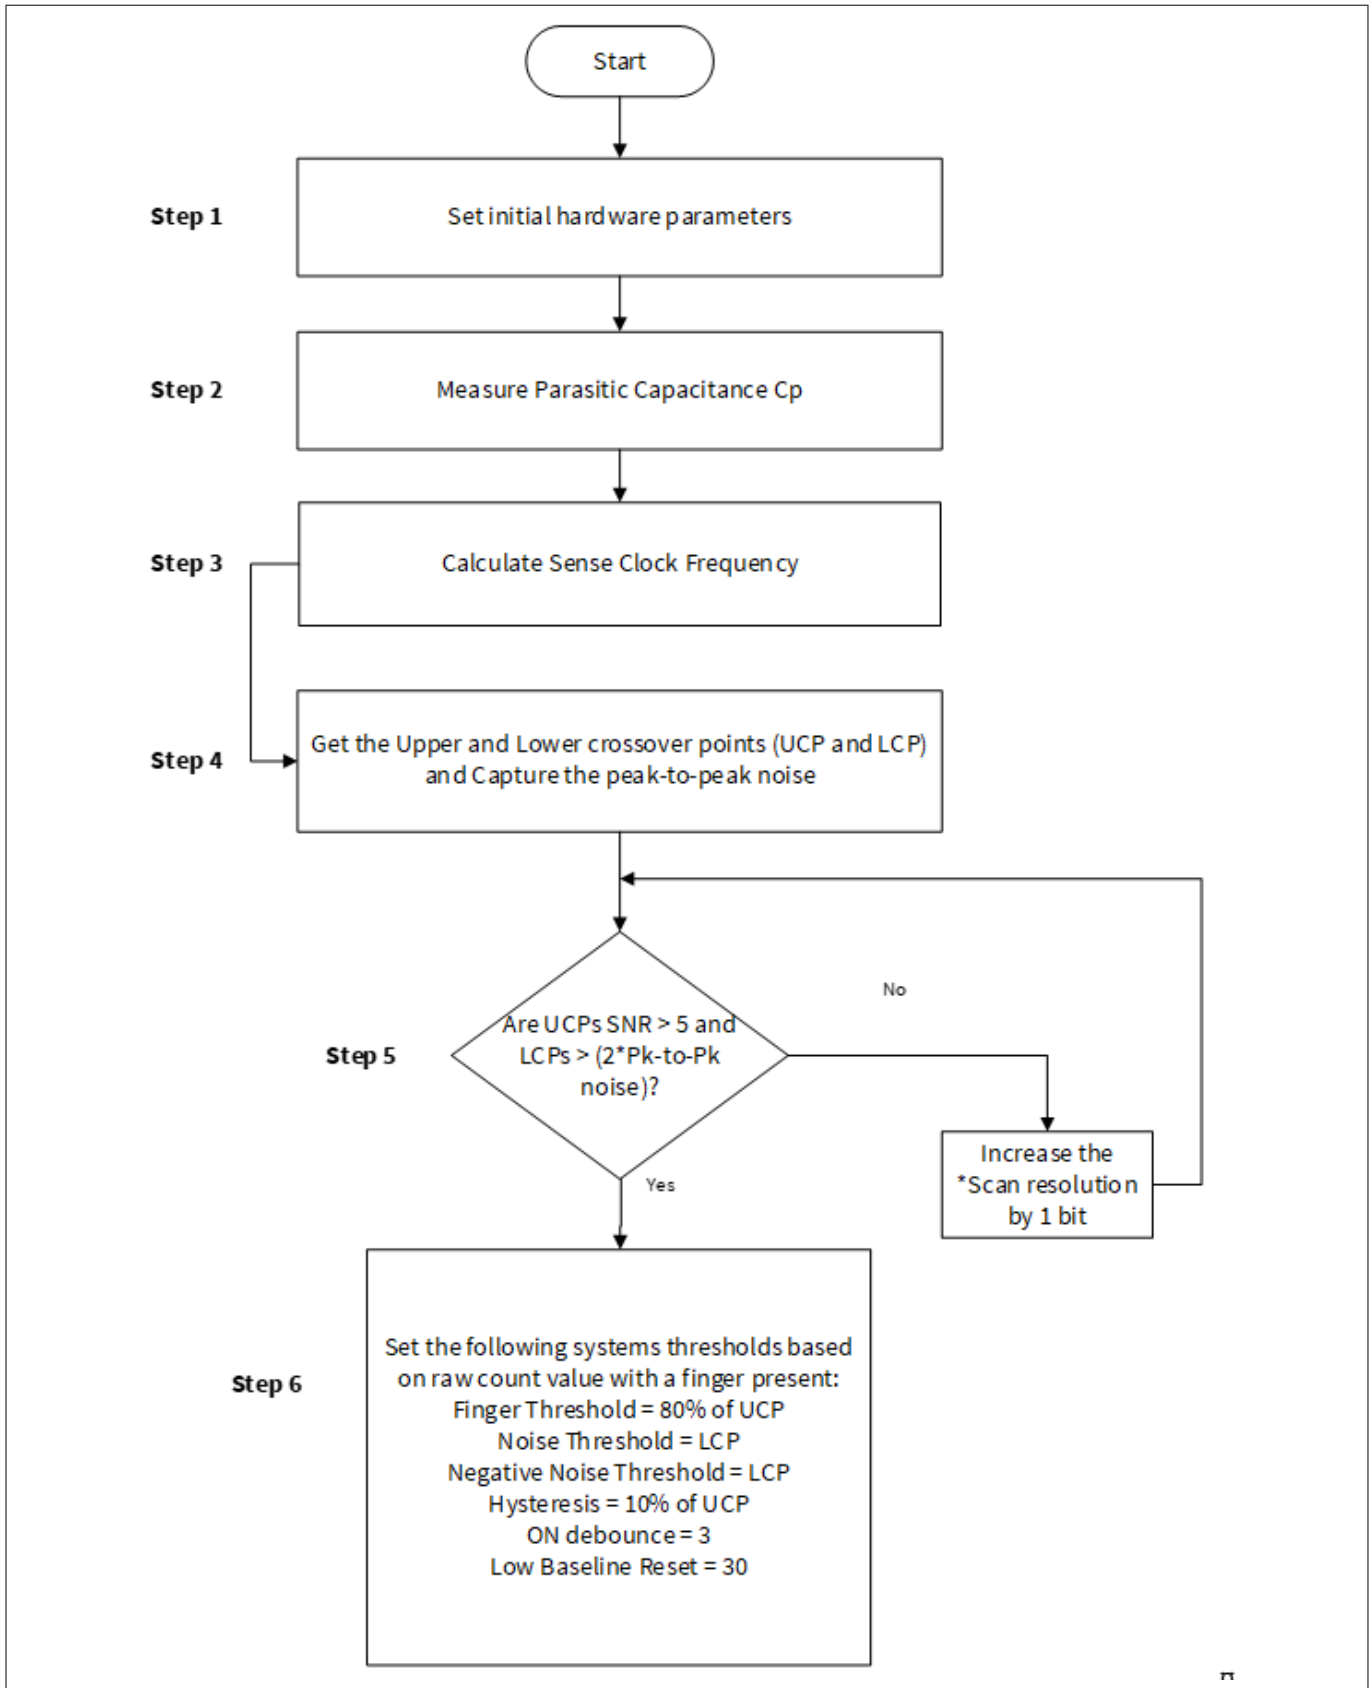 Start
Step 1
Set initial hardware parameters
Step 2
Measure Parasitic Capacitance Cp
Step 3
Calculate Sense Clock Frequency
Step 4
Get the Upper and Lower crossover points (UCP and LCP)
and Capture the peak-to-peak noise
No
Step 5
Are UCPs SNR > 5 and
LCPs > (2*Pk-to-Pk
noise)?
Increase the
*Scan resolution
by 1 bit
Yes
Step 6
Set the following systems thresholds based
on raw count value with a finger present:
Finger Threshold = 80% of UCP
Noise Threshold = LCP
Negative Noise Threshold = LCP
Hysteresis = 10% of UCP
ON debounce = 3
Low Baseline Reset = 30